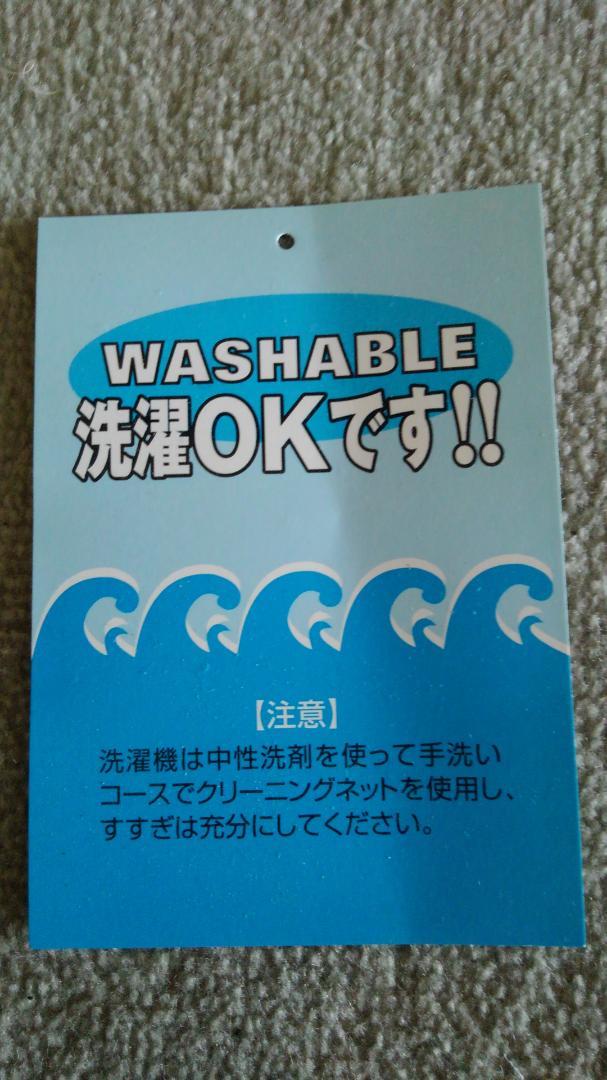 WASHABLE
洗濯OKです!!
【注意】
洗濯機は中性洗剤を使って手洗い
コースでクリーニングネットを使用し、
すすぎは充分にしてください。